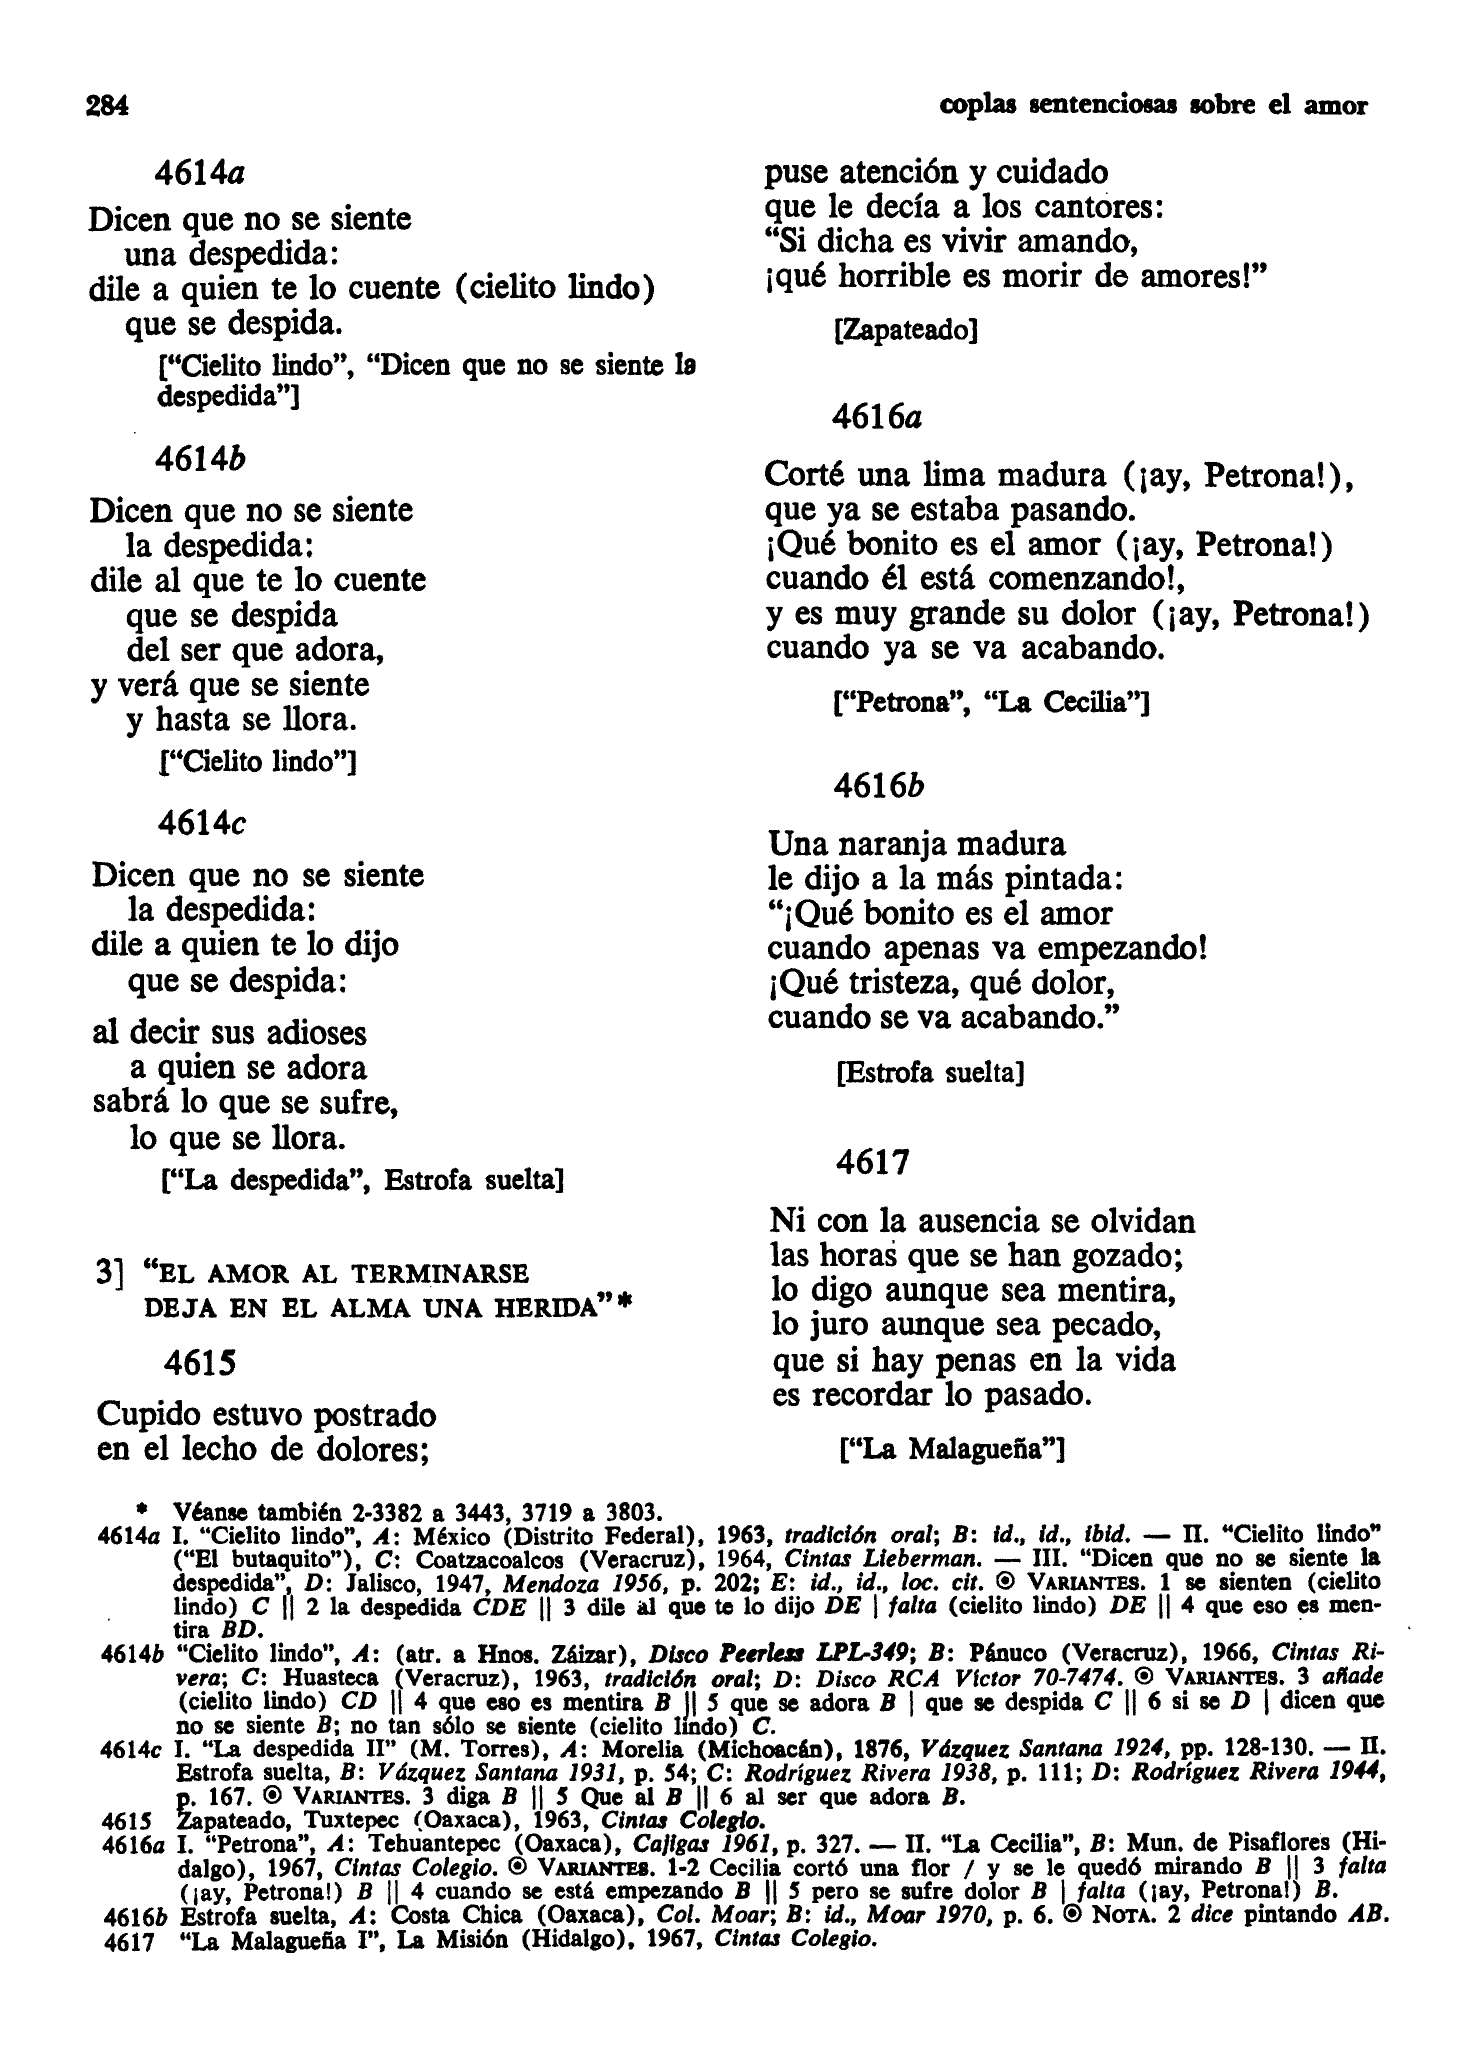 284
coplas sentenciosas sobre el amor
4614a
Dicen que no se siente
una despedida:
dile a quien te lo cuente (cielito lindo)
que se despida.
[“Cielito lindo”, “Dicen que no se siente la
despedida”]
4614b
Dicen que no se siente
la despedida:
dile al que te lo cuente
que se despida
del ser que adora,
y verá que se siente
y hasta se llora.
[“Cielito lindo”]
4614c
Dicen que no se siente
la despedida:
dile a quien te lo dijo
que se despida:
al decir sus adioses
a quien se adora
sabrá lo que se sufre,
lo que se llora.
[“La despedida”, Estrofa suelta]
3] “EL AMOR AL TERMINARSE
DEJA EN EL ALMA UNA HERIDA”*
4615
Cupido estuvo postrado
en el lecho de dolores;
puse atención y cuidado
que le decía a los cantores:
“Si dicha es vivir amando,
¡qué horrible es morir de amores!”
[Zapateado]
4616a
Corté una lima madura (¡ay, Petrona!),
que ya se estaba pasando.
¡Qué bonito es el amor (¡ay, Petrona!)
cuando él está comenzando!,
y es muy grande su dolor (¡ay, Petrona!)
cuando ya se va acabando.
[“Petrona”, “La Cecilia”]
4616b
Una naranja madura
le dijo a la más pintada:
“¡Qué bonito es el amor
cuando apenas va empezando!
¡Qué tristeza, qué dolor,
cuando se va acabando.”
[Estrofa suelta]
4617
Ni con la ausencia se olvidan
las horas que se han gozado;
lo digo aunque sea mentira,
lo juro aunque sea pecado,
que si hay penas en la vida
es recordar lo pasado.
[“La Malagueña”]
* Véanse también 2-3382 a 3443, 3719 a 3803.
4614a I. “Cielito lindo”, A: México (Distrito Federal), 1963, tradición oral; B: id., id., ibid. — II. “Cielito lindo”
(“El butaquito”), C: Coatzacoalcos (Veracruz), 1964, Cintas Lieberman. — III. “Dicen que no se siente la
despedida”, D: Jalisco, 1947, Mendoza 1956, p. 202; E: id., id., loc. cit. ® VARIANTES. 1 se sienten (cielito
lindo) C || 2 la despedida CDE || 3 dile al que te lo dijo DE | falta (cielito lindo) DE || 4 que eso es men-
tira BD.
4614b “Cielito lindo”, A: (atr. a Hnos. Záizar), Disco Peerless LPL-349; B: Pánuco (Veracruz), 1966, Cintas Ri-
vera; C: Huasteca (Veracruz), 1963, tradición oral; D: Disco RCA Victor 70-7474. ® VARIANTES. 3 añade
(cielito lindo) CD || 4 que eso es mentira B || 5 que se adora B | que se despida C || 6 si se D | dicen que
no se siente B; no tan sólo se siente (cielito lindo) C.
4614c I. “La despedida II” (M. Torres), A: Morelia (Michoacán), 1876, Vázquez Santana 1924, pp. 128-130. — II.
Estrofa suelta, B: Vázquez Santana 1931, p. 54; C: Rodríguez Rivera 1938, p. 111; D: Rodríguez Rivera 1944,
p. 167. ® VARIANTES. 3 diga B || 5 Que al B || 6 al ser que adora B.
4615 Zapateado, Tuxtepec (Oaxaca), 1963, Cintas Colegio.
4616a I. “Petrona”, A: Tehuantepec (Oaxaca), Cajigas 1961, p. 327. — II. “La Cecilia”, B: Mun. de Pisaflores (Hi-
dalgo), 1967, Cintas Colegio. ® VARIANTES. 1-2 Cecilia cortó una flor / y se le quedó mirando B || 3 falta
(¡ay, Petrona!) B || 4 cuando se está empezando B || 5 pero se sufre dolor B | falta (¡ay, Petrona!) B.
4616b Estrofa suelta, A: Costa Chica (Oaxaca), Col. Moar; B: id., Moar 1970, p. 6. ® NOTA. 2 dice pintando AB.
4617 “La Malagueña I”, La Misión (Hidalgo), 1967, Cintas Colegio.